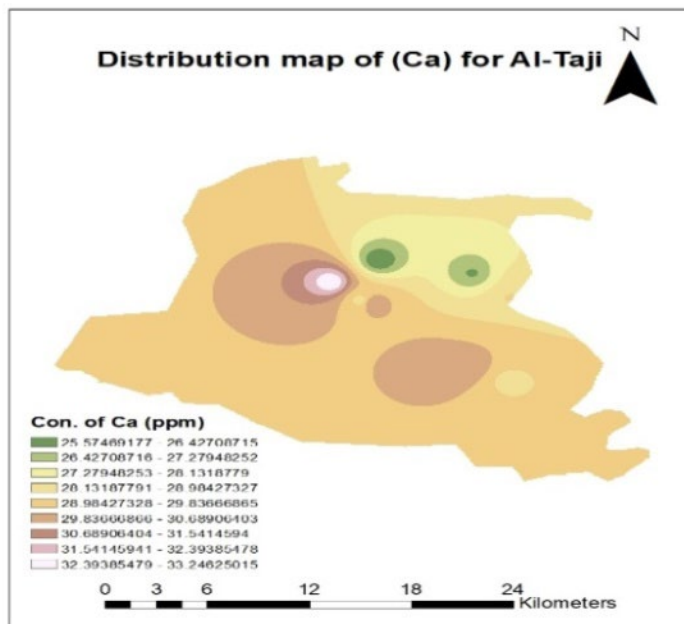 N
Distribution map of (Ca) for Al-Taji
Con. of Ca (ppm)
25.57469177 - 26.42708715
26.42708716 - 27.27948252
27.27948253 - 28.1318779
28.13187791 - 28.98427327
28.98427328 - 29.83666865
29.83666866 - 30.68906403
30.68906404 - 31.5414594
31.54145941 - 32.39385478
32.39385479 - 33.24625015
0 3 6 12 18 24
Kilometers